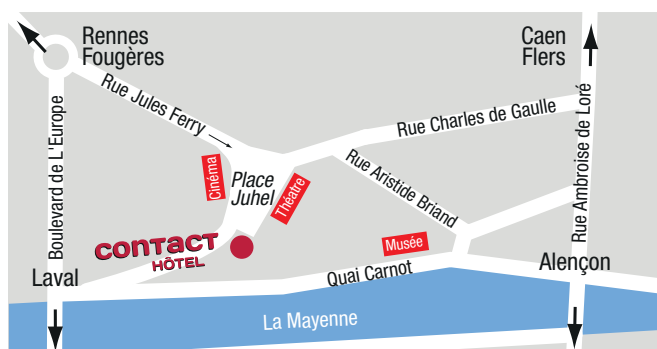 Rennes
Fougères
Caen
Flers
Rue Jules Ferry
Rue Charles de Gaulle
Boulevard de L'Europe
Rue Ambroise de Loré
Cinéma
Place
Juhel
Théatre
Rue Aristide Briand
contact
HÔTEL
Musée
Laval
Quai Carnot
Alençon
La Mayenne